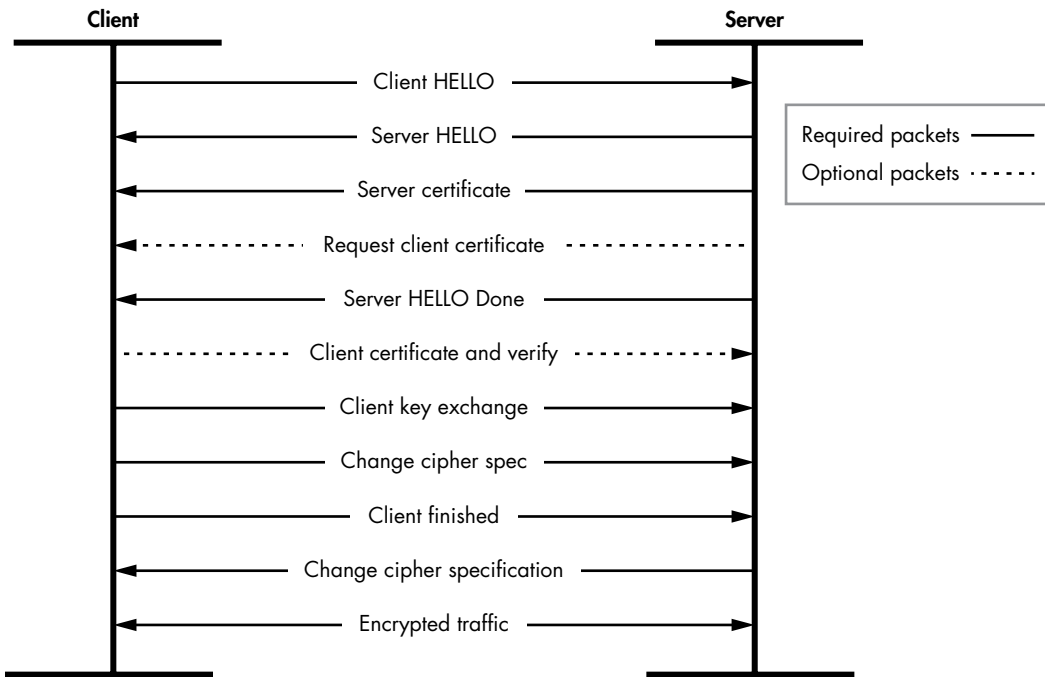 Client
Server
Client HELLO
Server HELLO
Required packets
Optional packets
Server certificate
Request client certificate
Server HELLO Done
Client certificate and verify
Client key exchange
Change cipher spec
Client finished
Change cipher specification
Encrypted traffic